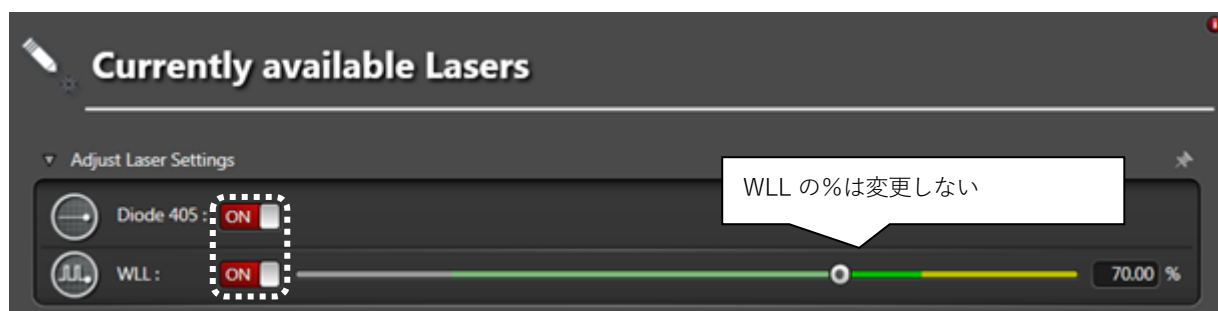 Currently available Lasers
Adjust Laser Settings
WLL の%は変更しない
Diode 405 : ON
WLL : ON 70.00 %